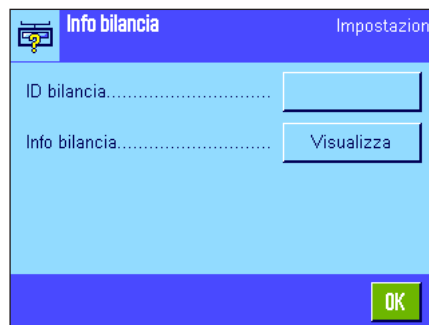 Info bilancia Impostazion
ID bilancia..............................
Info bilancia............................ Visualizza
OK